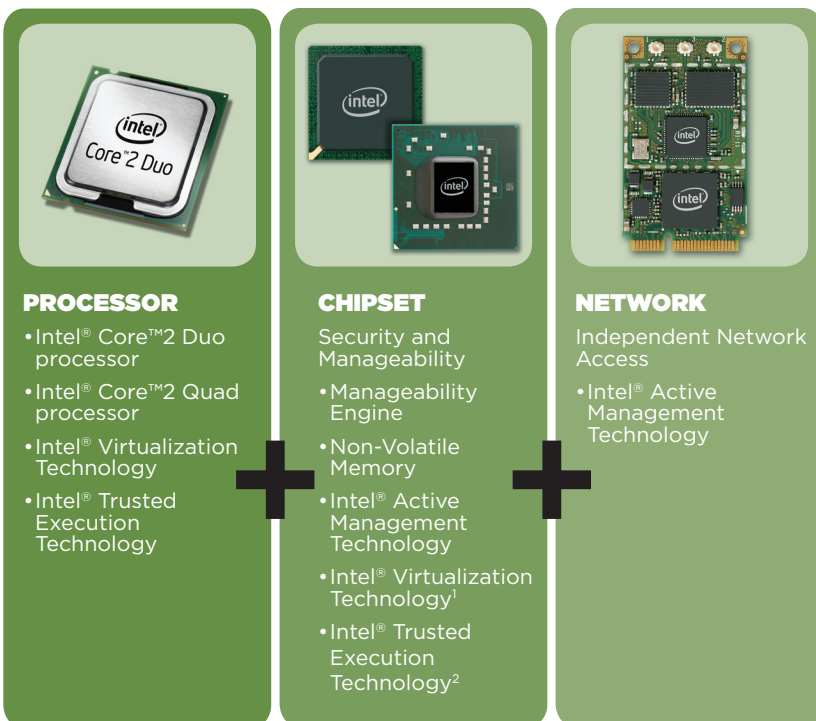 intel
Core™2 Duo
PROCESSOR
•Intel® Core™2 Duo
processor
•Intel® Core™2 Quad
processor
•Intel® Virtualization
Technology
•Intel® Trusted
Execution
Technology
intel
intel
CHIPSET
Security and
Manageability
•Manageability
Engine
•Non-Volatile
Memory
•Intel® Active
Management
Technology
•Intel® Virtualization
Technology¹
•Intel® Trusted
Execution
Technology²
intel
intel
NETWORK
Independent Network
Access
•Intel® Active
Management
Technology